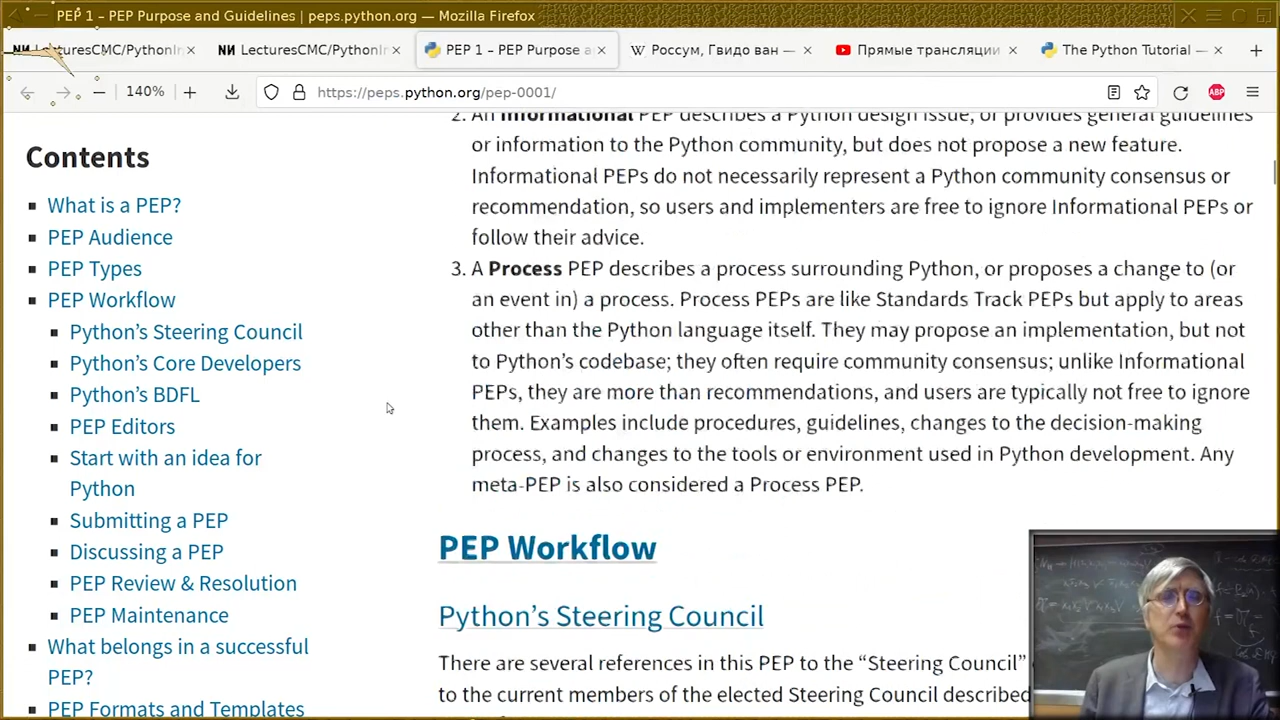 PEP 1 – PEP Purpose and Guidelines | peps.python.org — Mozilla Firefox
LecturesCMC/PythonIn
LecturesCMC/PythonIn
PEP 1 – PEP Purpose a
Россум, Гвидо ван —
Прямые трансляции
The Python Tutorial —
140%
https://peps.python.org/pep-0001/
ABP
Contents
What is a PEP?
PEP Audience
PEP Types
PEP Workflow
Python’s Steering Council
Python’s Core Developers
Python’s BDFL
PEP Editors
Start with an idea for
Python
Submitting a PEP
Discussing a PEP
PEP Review & Resolution
PEP Maintenance
What belongs in a successful
PEP?
PEP Formats and Templates
2. An Informational PEP describes a Python design issue, or provides general guidelines
or information to the Python community, but does not propose a new feature.
Informational PEPs do not necessarily represent a Python community consensus or
recommendation, so users and implementers are free to ignore Informational PEPs or
follow their advice.
3. A Process PEP describes a process surrounding Python, or proposes a change to (or
an event in) a process. Process PEPs are like Standards Track PEPs but apply to areas
other than the Python language itself. They may propose an implementation, but not
to Python’s codebase; they often require community consensus; unlike Informational
PEPs, they are more than recommendations, and users are typically not free to ignore
them. Examples include procedures, guidelines, changes to the decision-making
process, and changes to the tools or environment used in Python development. Any
meta-PEP is also considered a Process PEP.
PEP Workflow
Python’s Steering Council
There are several references in this PEP to the “Steering Council”
to the current members of the elected Steering Council described